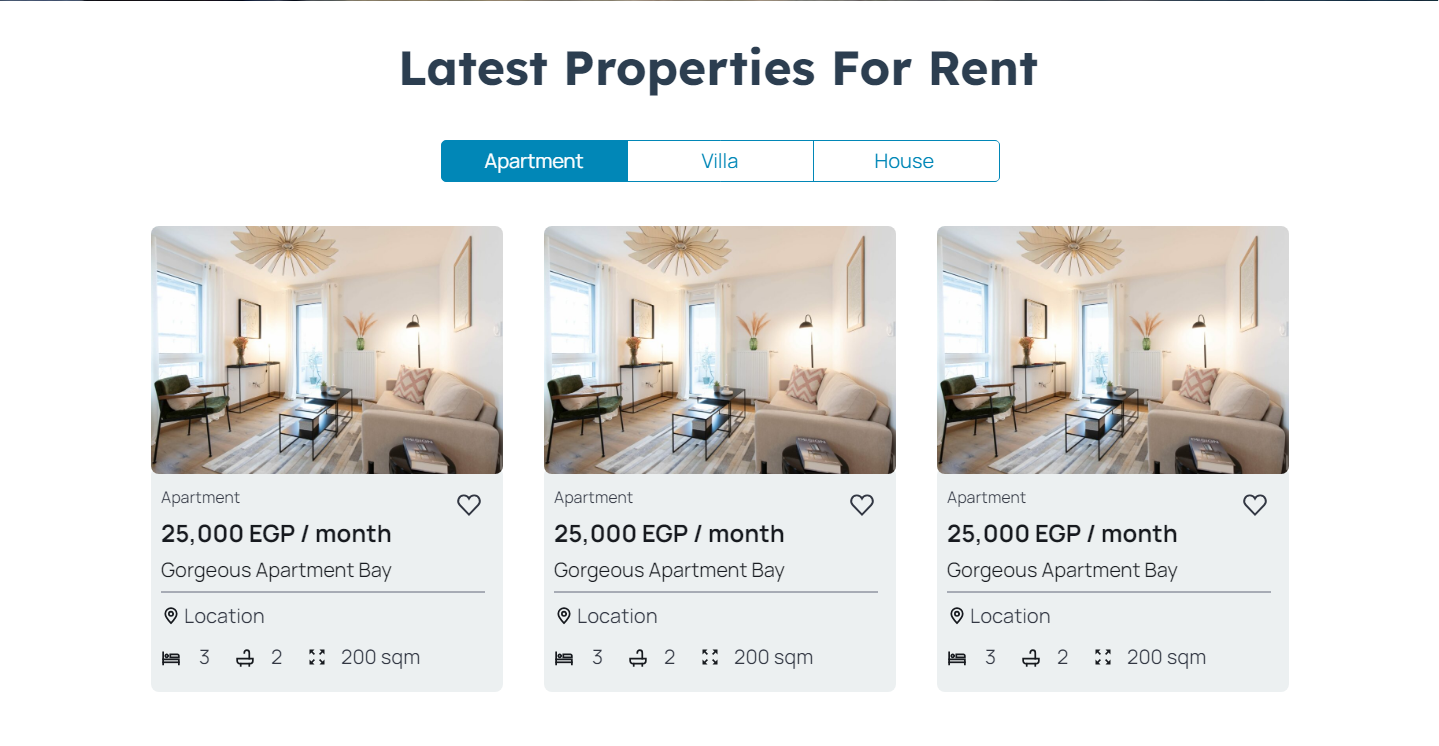 Latest Properties For Rent
Apartment
Villa
House
Apartment
25,000 EGP / month
Gorgeous Apartment Bay
Location
3 2 200 sqm
Apartment
25,000 EGP / month
Gorgeous Apartment Bay
Location
3 2 200 sqm
Apartment
25,000 EGP / month
Gorgeous Apartment Bay
Location
3 2 200 sqm